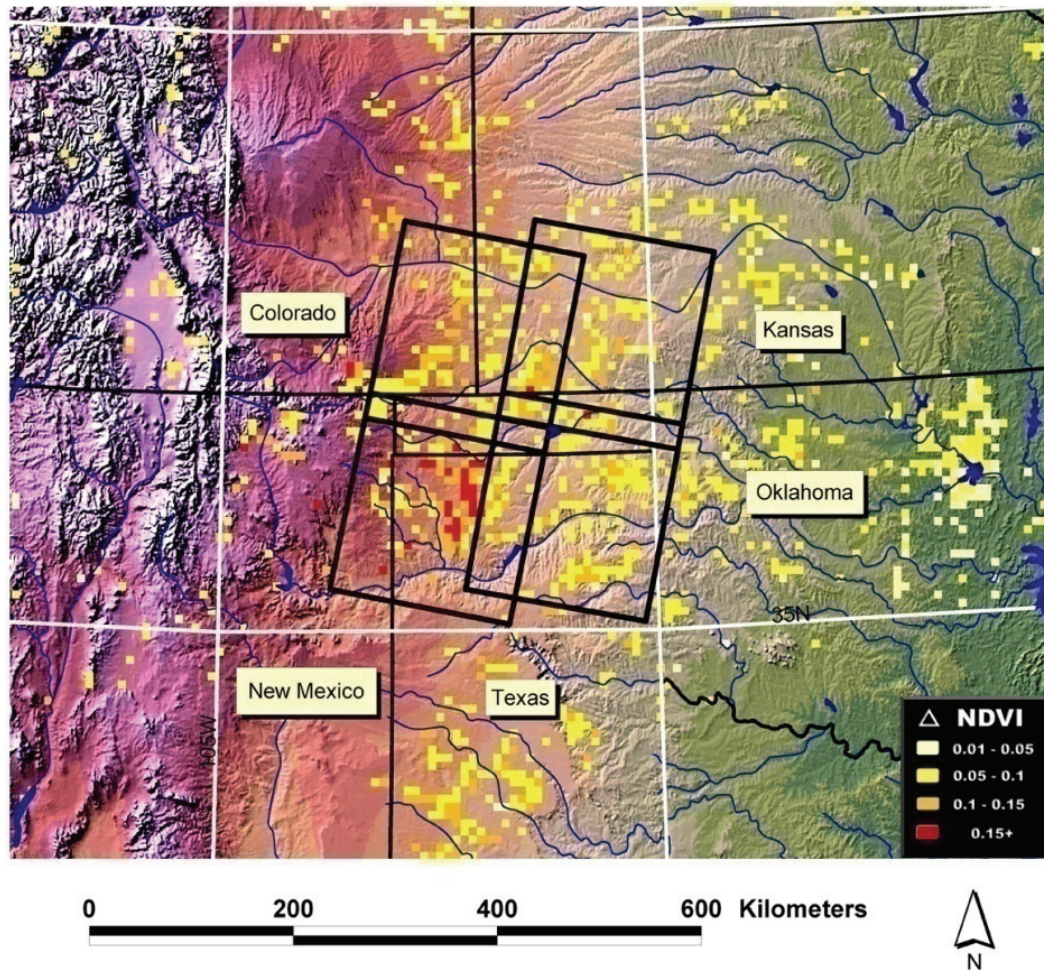 Colorado
Kansas
Oklahoma
35N
New Mexico
Texas
105W
△ NDVI
0.01 - 0.05
0.05 - 0.1
0.1 - 0.15
0.15+
0 200 400 600 Kilometers
N